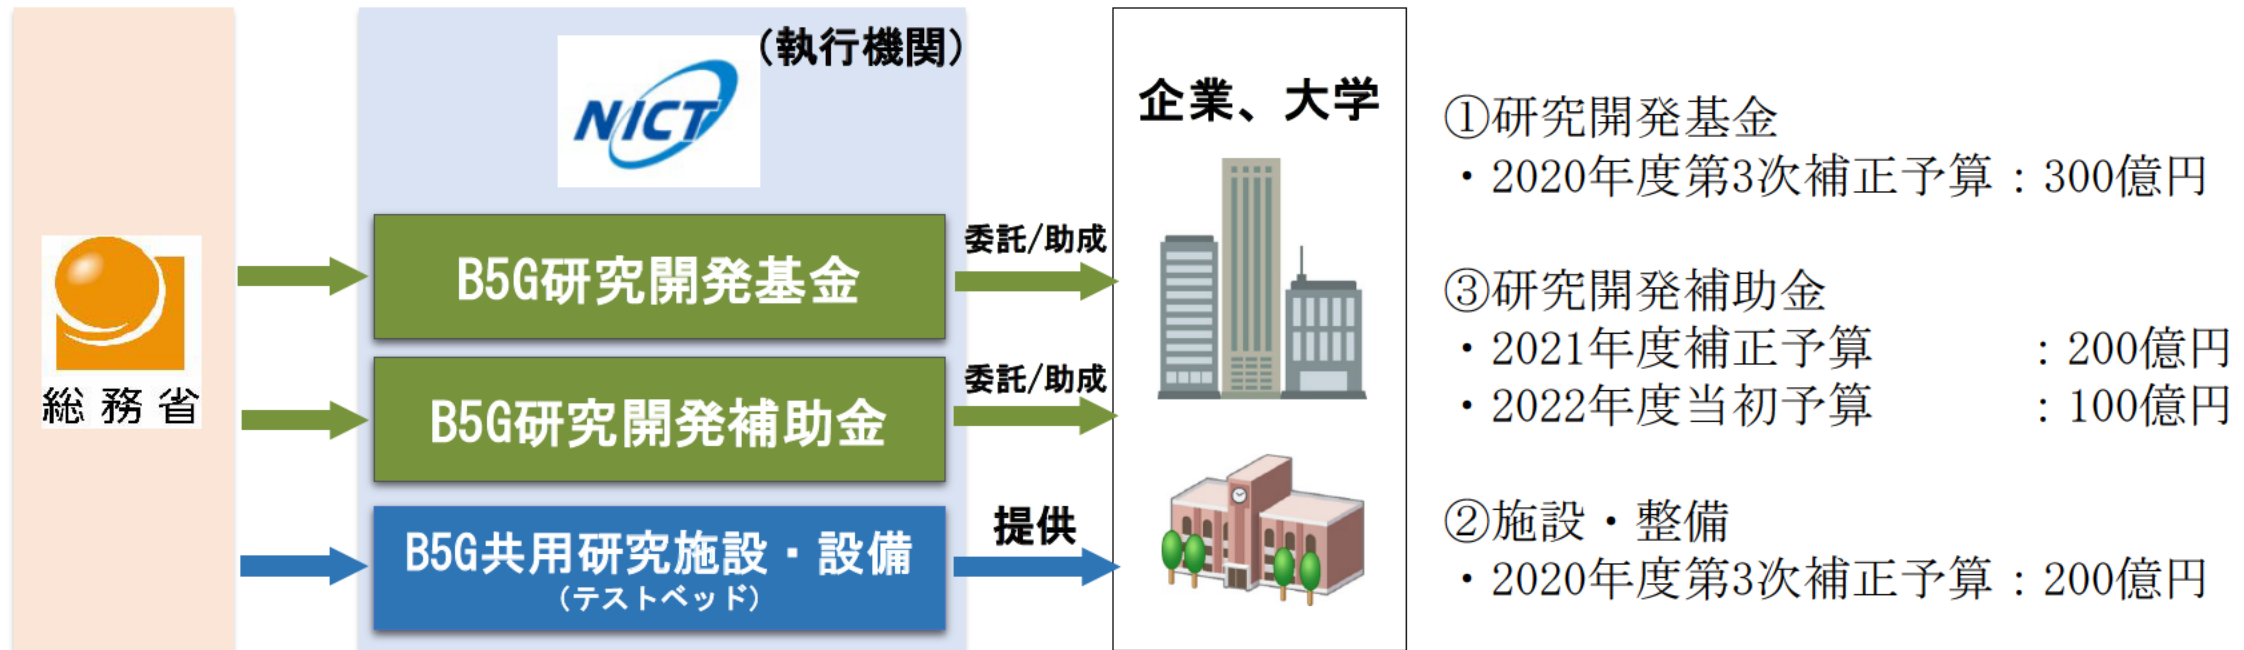 総務省
NICT
(執行機関)
B5G研究開発基金
B5G研究開発補助金
B5G共用研究施設・設備
(テストベッド)
委託/助成
委託/助成
提供
企業、大学
①研究開発基金
・2020年度第3次補正予算：300億円
③研究開発補助金
・2021年度補正予算　　　：200億円
・2022年度当初予算　　　：100億円
②施設・整備
・2020年度第3次補正予算：200億円